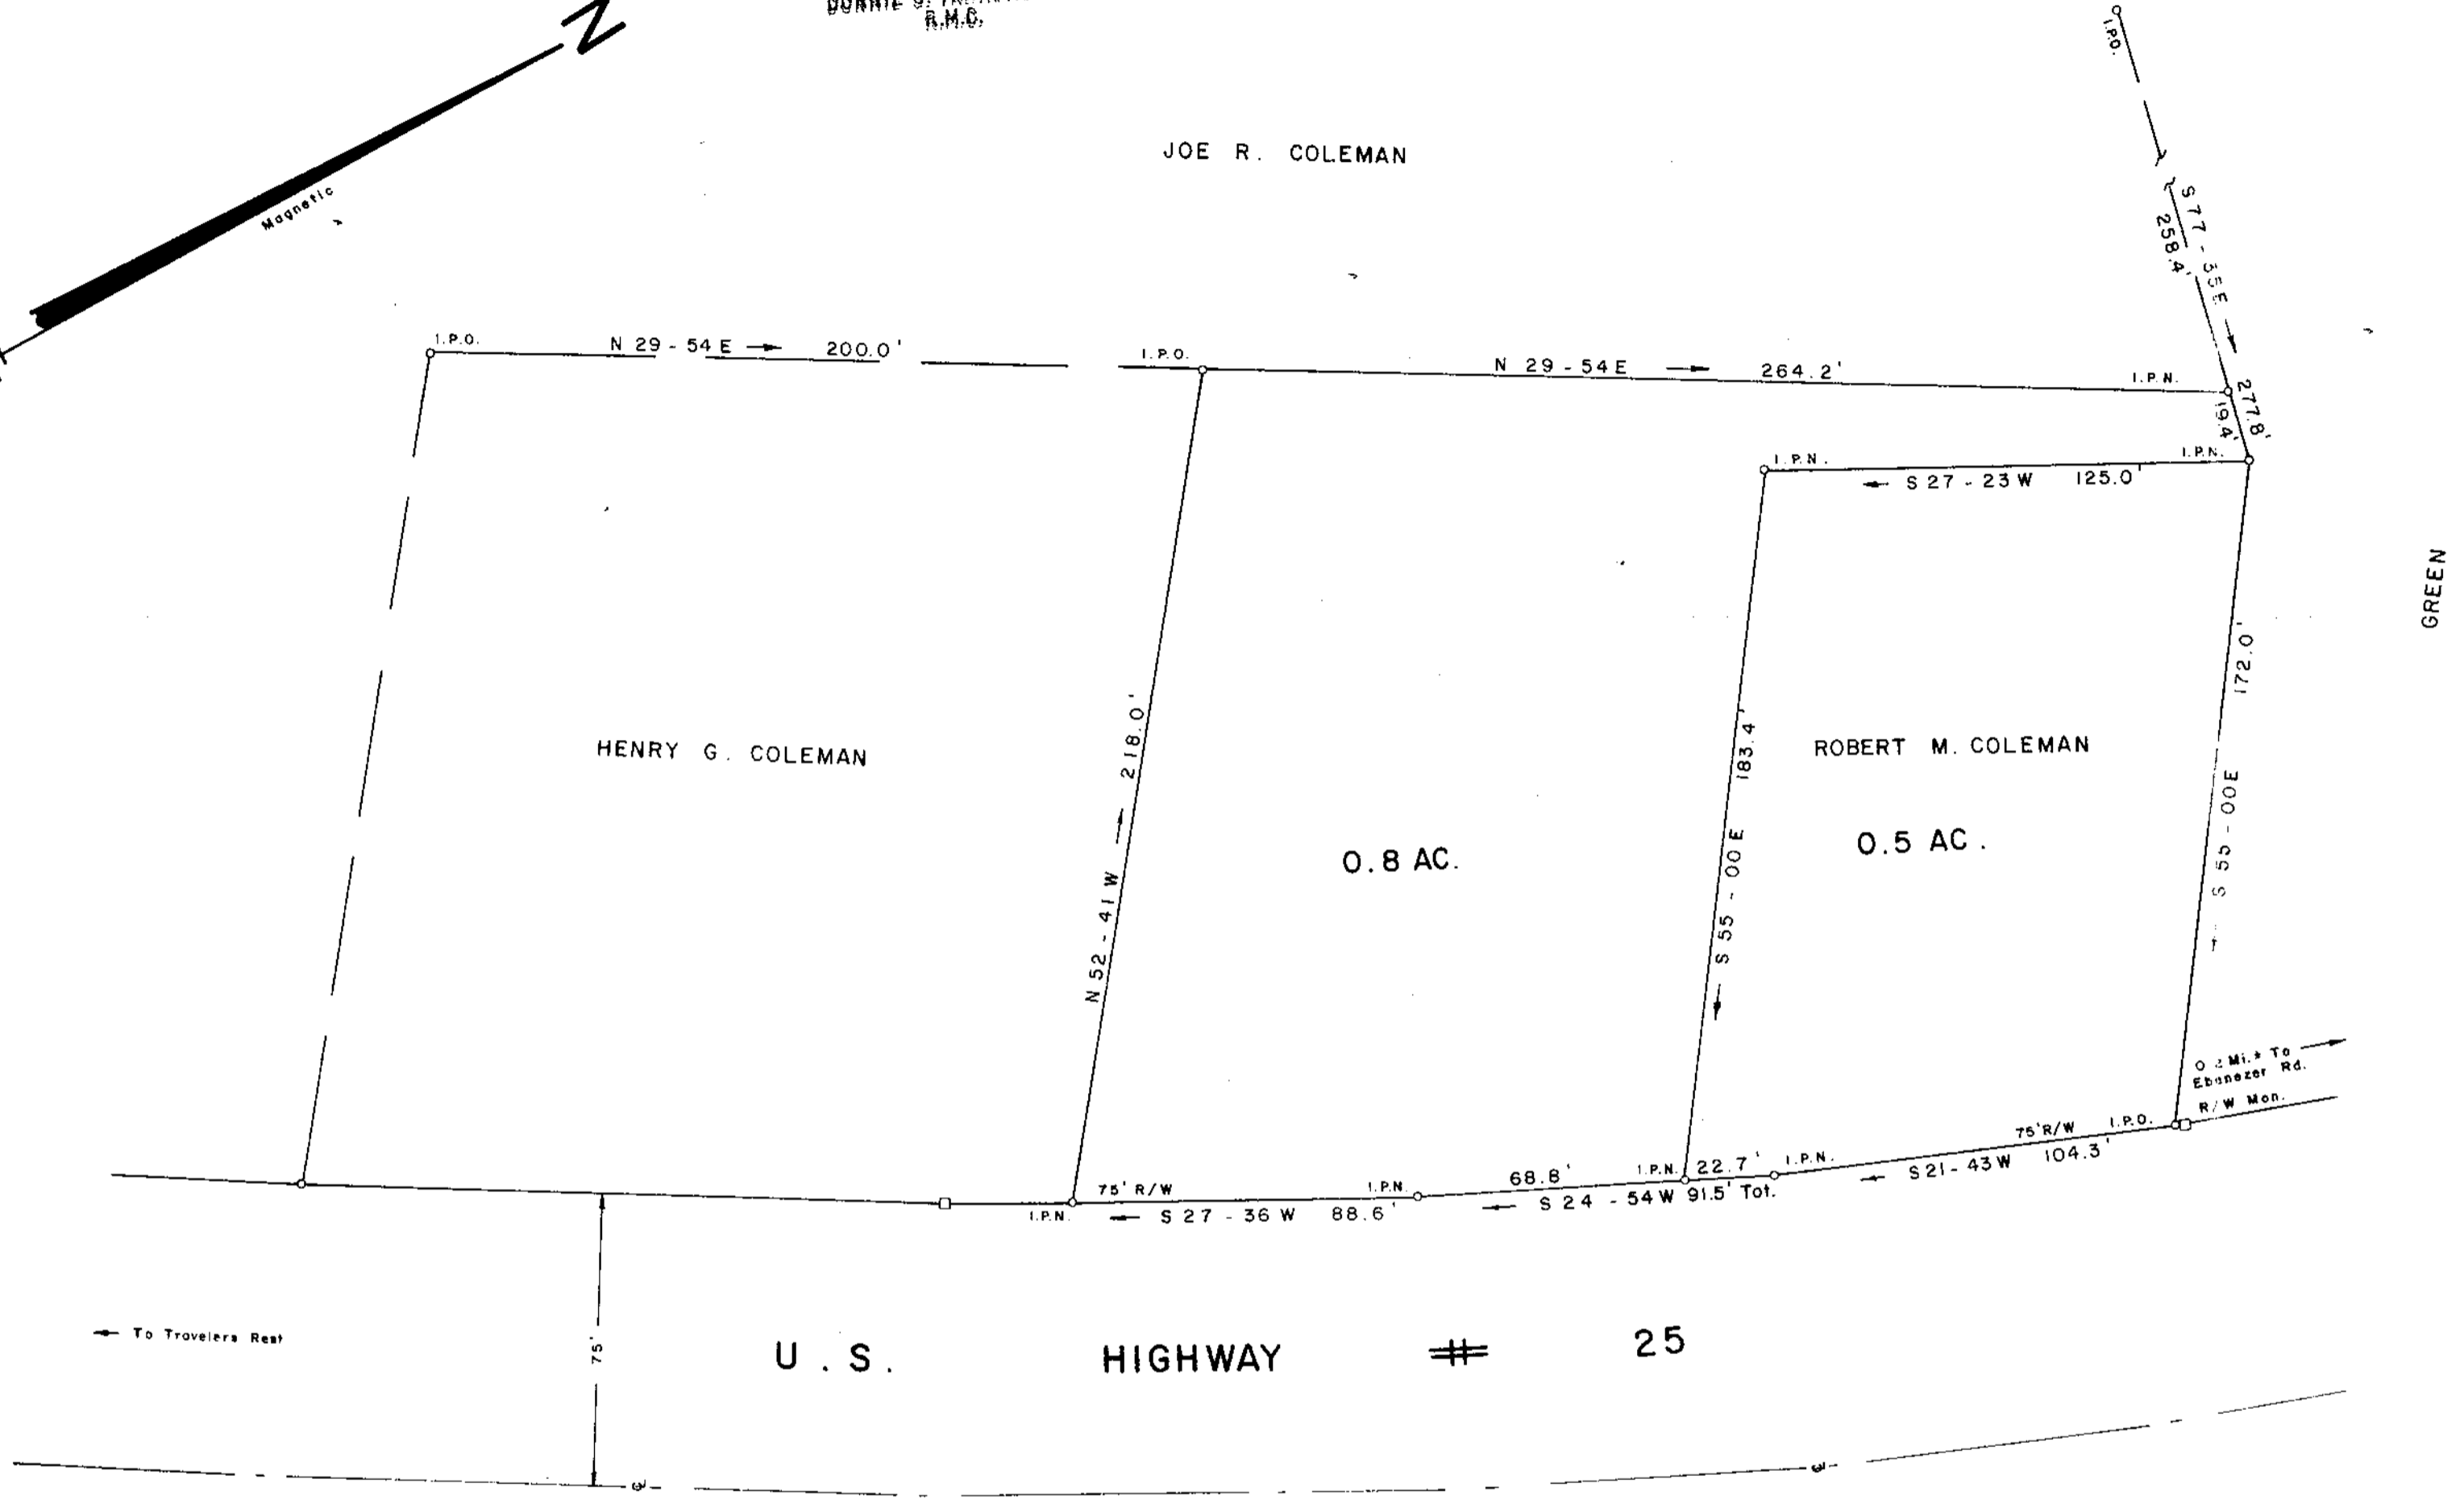 N
R.M.C.
Magnetic
JOE R. COLEMAN
I.P.O.
S 77 - 35 E
258.4'
I.P.O.
N 29 - 54 E
200.0'
I.P.O.
N 29 - 54 E
264.2'
I.P.N.
277.8'
19.4'
I.P.N.
I.P.N.
S 27 - 23 W 125.0'
GREEN
HENRY G. COLEMAN
N 52 - 41 W 218.0'
0.8 AC.
S 55 - 00 E 183.4'
ROBERT M. COLEMAN
0.5 AC.
S 55 - 00 E 172.0'
Mi.± To
Ebenezer Rd.
R/W Mon.
75' R/W
I.P.O.
S 21 - 43 W 104.3'
I.P.N.
22.7'
I.P.N.
68.8'
S 24 - 54 W 91.5' Tot.
I.P.N.
75' R/W
I.P.N.
S 27 - 36 W 88.6'
To Travelers Rest
75'
U.S. HIGHWAY # 25